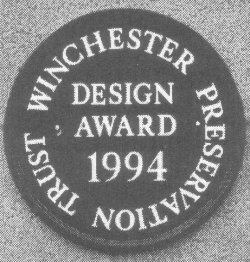 WINCHESTER PRESERVATION TRUST
DESIGN
AWARD
1994